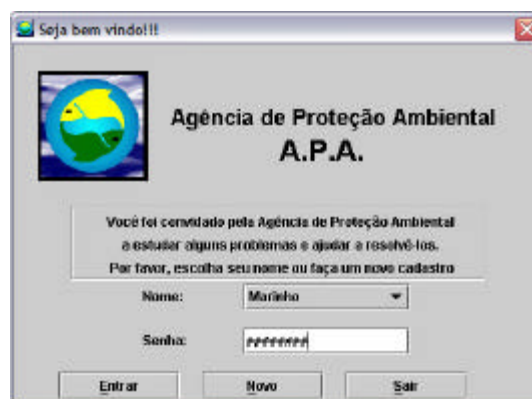 Seja bem vindo!!!
Agência de Proteção Ambiental
A.P.A.
Você foi convidado pela Agência de Proteção Ambiental
a estudar alguns problemas e ajudar a resolvê-los.
Por favor, escolha seu nome ou faça um novo cadastro
Nome: Marinho
Senha: ########
Entrar Novo Sair